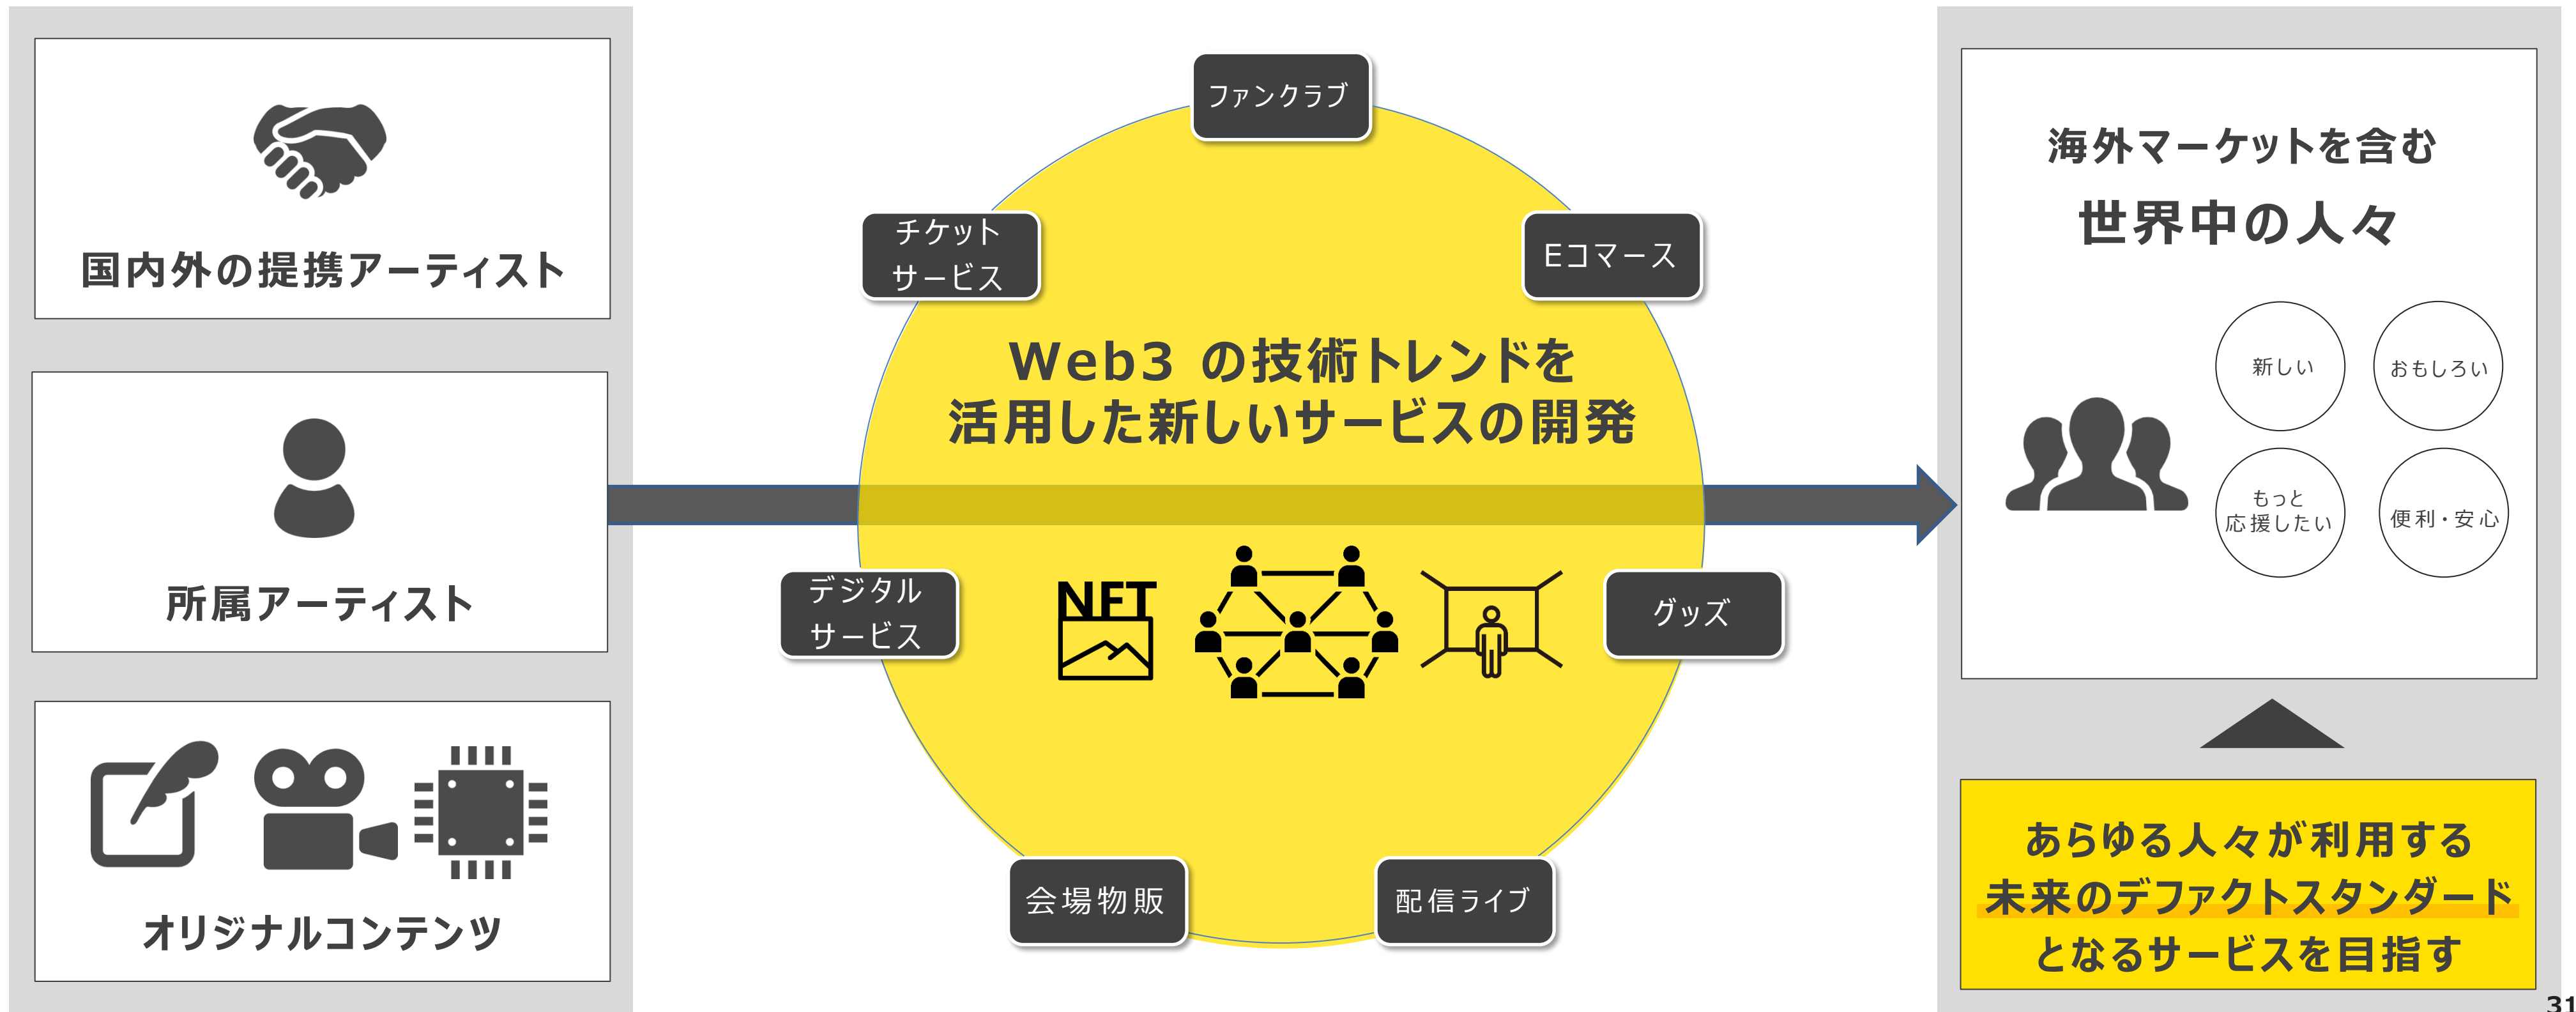 国内外の提携アーティスト
所属アーティスト
オリジナルコンテンツ
ファンクラブ
チケット
サービス
Eコマース
Web3 の技術トレンドを
活用した新しいサービスの開発
デジタル
サービス
NFT
グッズ
会場物販
配信ライブ
海外マーケットを含む
世界中の人々
新しい
おもしろい
もっと
応援したい
便利・安心
あらゆる人々が利用する
未来のデファクトスタンダード
となるサービスを目指す
31